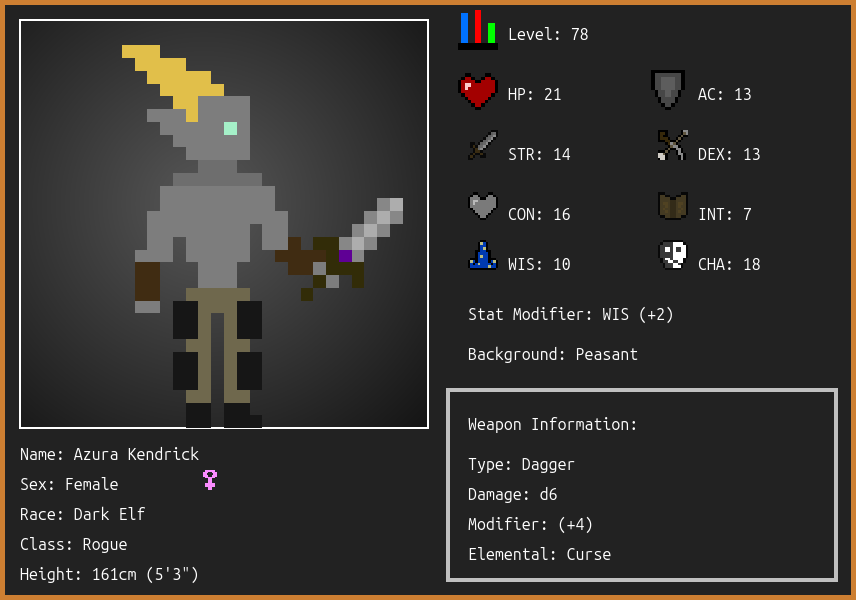 Level: 78
HP: 21
AC: 13
STR: 14
DEX: 13
CON: 16
INT: 7
WIS: 10
CHA: 18
Stat Modifier: WIS (+2)
Background: Peasant
Weapon Information:
Type: Dagger
Damage: d6
Modifier: (+4)
Elemental: Curse
Name: Azura Kendrick
Sex: Female
Race: Dark Elf
Class: Rogue
Height: 161cm (5'3")